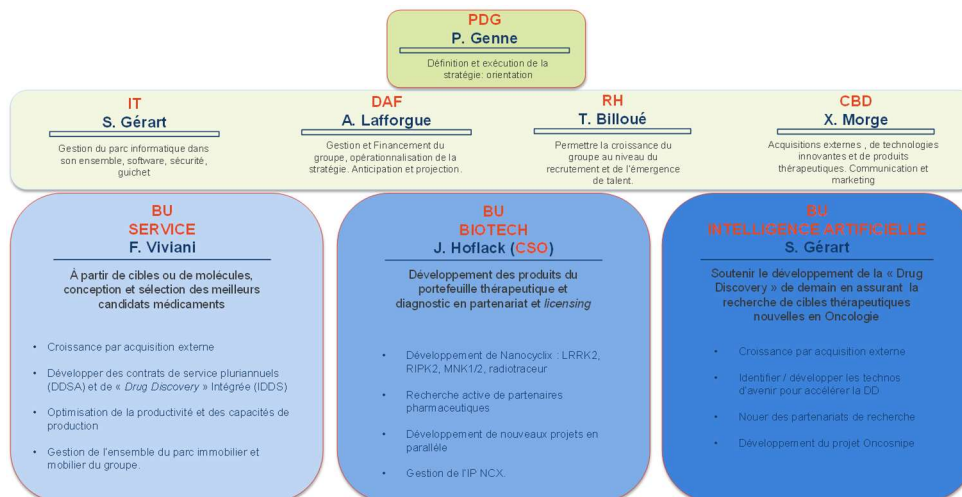 PDG
P. Genne
Définition et exécution de la
stratégie: orientation
IT
S. Gérart
Gestion du parc informatique dans
son ensemble, software, sécurité,
guichet
DAF
A. Lafforgue
Gestion et Financement du
groupe, opérationnalisation de la
stratégie. Anticipation et projection.
RH
T. Billoué
Permettre la croissance du
groupe au niveau du
recrutement et de l'émergence
de talent.
CBD
X. Morge
Acquisitions externes , de technologies
innovantes et de produits
thérapeutiques. Communication et
marketing
BU
SERVICE
F. Viviani
À partir de cibles ou de molécules,
conception et sélection des meilleurs
candidats médicaments
• Croissance par acquisition externe
• Développer des contrats de service pluriannuels
(DDSA) et de « Drug Discovery » Intégrée (IDDS)
• Optimisation de la productivité et des capacités de
production
• Gestion de l'ensemble du parc immobilier et
mobilier du groupe.
BU
BIOTECH
J. Hoflack (CSO)
Développement des produits du
portefeuille thérapeutique et
diagnostic en partenariat et licensing
• Développement de Nanocyclix : LRRK2,
RIPK2, MNK1/2, radiotraceur
• Recherche active de partenaires
pharmaceutiques
• Développement de nouveaux projets en
parallèle
• Gestion de l'IP NCX.
BU
INTELLIGENCE ARTIFICIELLE
S. Gérart
Soutenir le développement de la « Drug
Discovery » de demain en assurant la
recherche de cibles thérapeutiques
nouvelles en Oncologie
• Croissance par acquisition externe
• Identifier / développer les technos
d'avenir pour accélérer la DD
• Nouer des partenariats de recherche
• Développement du projet Oncosnipe